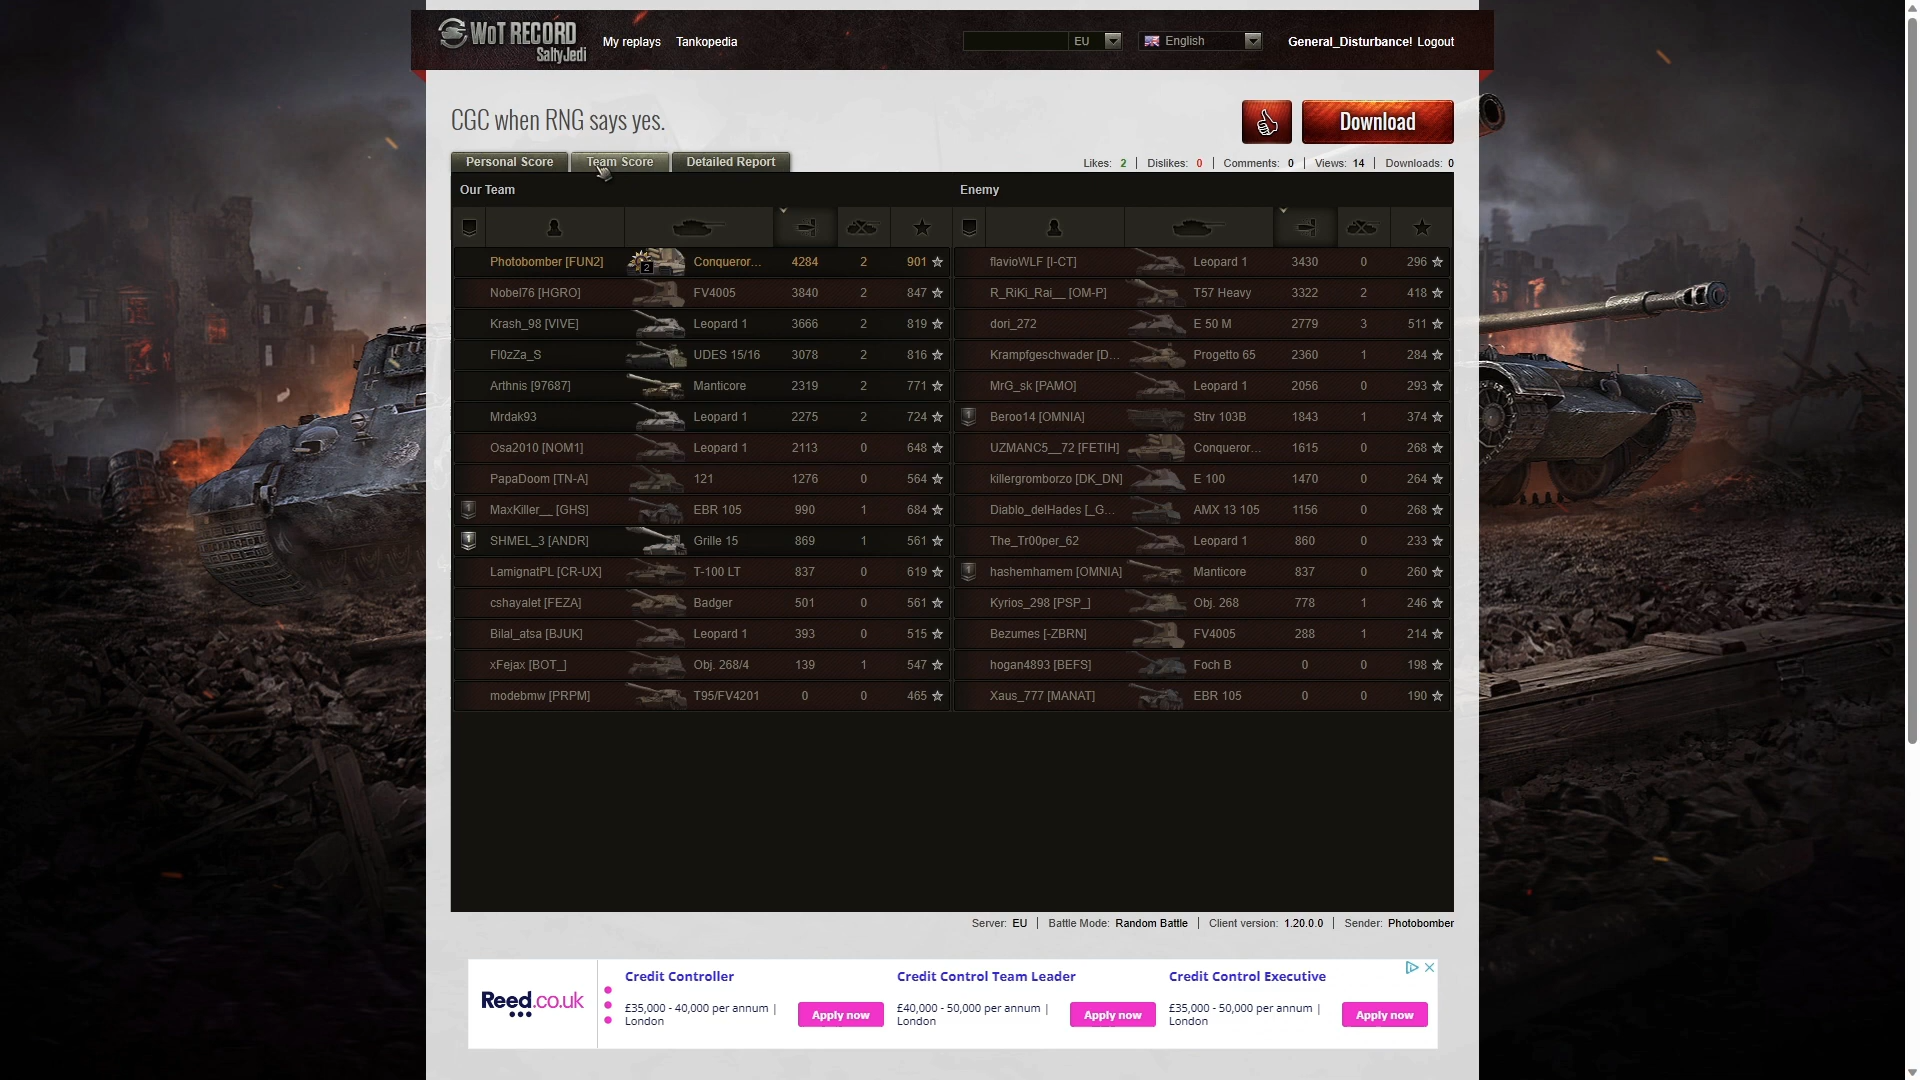 WoT RECORD
SaltyJedi
My replays Tankopedia
EU
English
General_Disturbance! Logout
CGC when RNG says yes.
Download
Personal Score Team Score Detailed Report
Likes: 2 | Dislikes: 0 | Comments: 0 | Views: 14 | Downloads: 0
Our Team Enemy
Photobomber [FUN2] 2 Conqueror... 4284 2 901 flavioWLF [I-CT] Leopard 1 3430 0 296
Nobel76 [HGRO] FV4005 3840 2 847 R_RiKi_Rai__ [OM-P] T57 Heavy 3322 2 418
Krash_98 [VIVE] Leopard 1 3666 2 819 dori_272 E 50 M 2779 3 511
Fl0zZa_S UDES 15/16 3078 2 816 Krampfgeschwader [D... Progetto 65 2360 1 284
Arthnis [97687] Manticore 2319 2 771 MrG_sk [PAMO] Leopard 1 2056 0 293
Mrdak93 Leopard 1 2275 2 724 1 Beroo14 [OMNIA] Strv 103B 1843 1 374
Osa2010 [NOM1] Leopard 1 2113 0 648 UZMANC5__72 [FETIH] Conqueror... 1615 0 268
PapaDoom [TN-A] 121 1276 0 564 killergromborzo [DK_DN] E 100 1470 0 264
1 MaxKiller__ [GHS] EBR 105 990 1 684 Diablo_delHades [_G... AMX 13 105 1156 0 268
1 SHMEL_3 [ANDR] Grille 15 869 1 561 The_Tr00per_62 Leopard 1 860 0 233
LamignatPL [CR-UX] T-100 LT 837 0 619 1 hashemhamem [OMNIA] Manticore 837 0 260
cshayalet [FEZA] Badger 501 0 561 Kyrios_298 [PSP_] Obj. 268 778 1 246
Bilal_atsa [BJUK] Leopard 1 393 0 515 Bezumes [-ZBRN] FV4005 288 1 214
xFejax [BOT_] Obj. 268/4 139 1 547 hogan4893 [BEFS] Foch B 0 0 198
modebmw [PRPM] T95/FV4201 0 0 465 Xaus_777 [MANAT] EBR 105 0 0 190
Server: EU | Battle Mode: Random Battle | Client version: 1.20.0.0 | Sender: Photobomber
Reed.co.uk
Credit Controller
£35,000 - 40,000 per annum |
London
Apply now
Credit Control Team Leader
£40,000 - 50,000 per annum |
London
Apply now
Credit Control Executive
£35,000 - 50,000 per annum |
London
Apply now